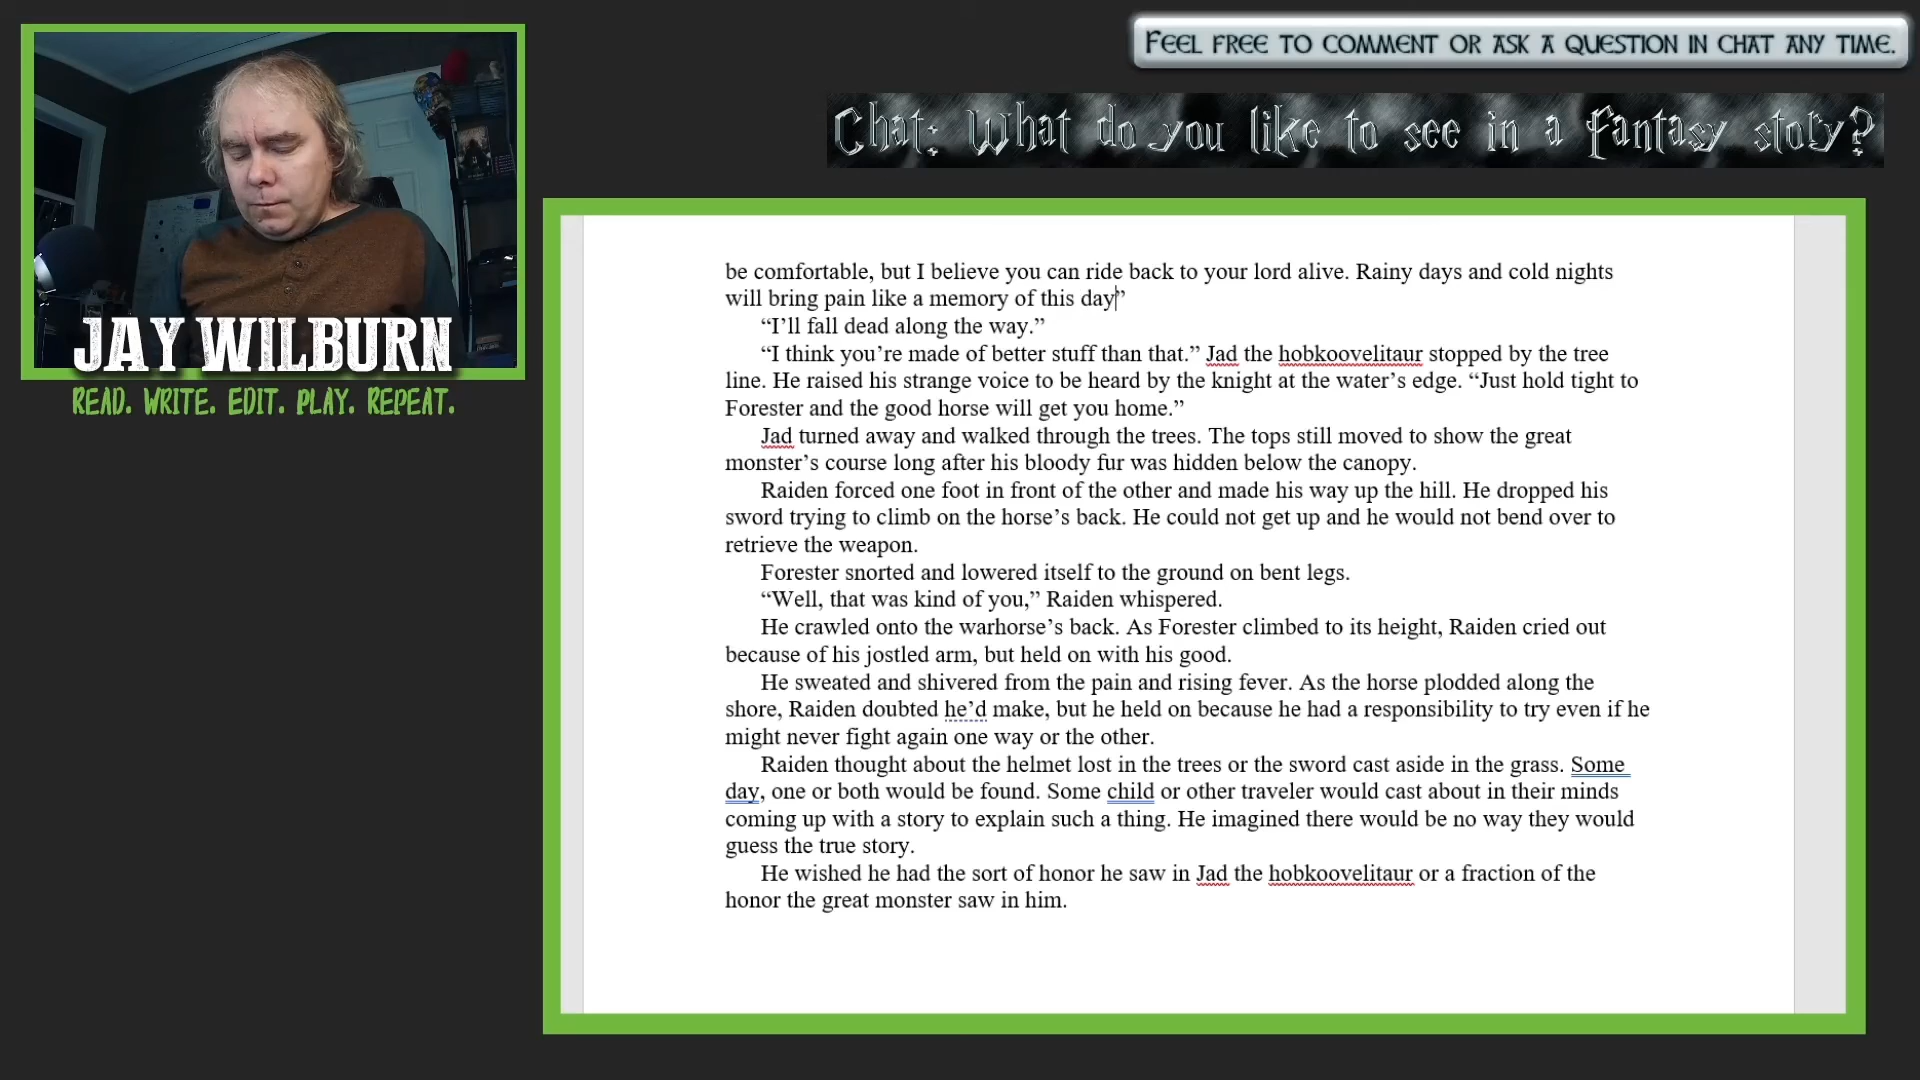 FEEL FREE TO COMMENT OR ASK A QUESTION IN CHAT ANY TIME.
Chat: What do you like to see in a fantasy story?
JAY WILBURN
READ. WRITE. EDIT. PLAY. REPEAT.
be comfortable, but I believe you can ride back to your lord alive. Rainy days and cold nights
will bring pain like a memory of this day”
“I’ll fall dead along the way.”
“I think you’re made of better stuff than that.” Jad the hobkoovelitaur stopped by the tree
line. He raised his strange voice to be heard by the knight at the water’s edge. “Just hold tight to
Forester and the good horse will get you home.”
Jad turned away and walked through the trees. The tops still moved to show the great
monster’s course long after his bloody fur was hidden below the canopy.
Raiden forced one foot in front of the other and made his way up the hill. He dropped his
sword trying to climb on the horse’s back. He could not get up and he would not bend over to
retrieve the weapon.
Forester snorted and lowered itself to the ground on bent legs.
“Well, that was kind of you,” Raiden whispered.
He crawled onto the warhorse’s back. As Forester climbed to its height, Raiden cried out
because of his jostled arm, but held on with his good.
He sweated and shivered from the pain and rising fever. As the horse plodded along the
shore, Raiden doubted he’d make, but he held on because he had a responsibility to try even if he
might never fight again one way or the other.
Raiden thought about the helmet lost in the trees or the sword cast aside in the grass. Some
day, one or both would be found. Some child or other traveler would cast about in their minds
coming up with a story to explain such a thing. He imagined there would be no way they would
guess the true story.
He wished he had the sort of honor he saw in Jad the hobkoovelitaur or a fraction of the
honor the great monster saw in him.